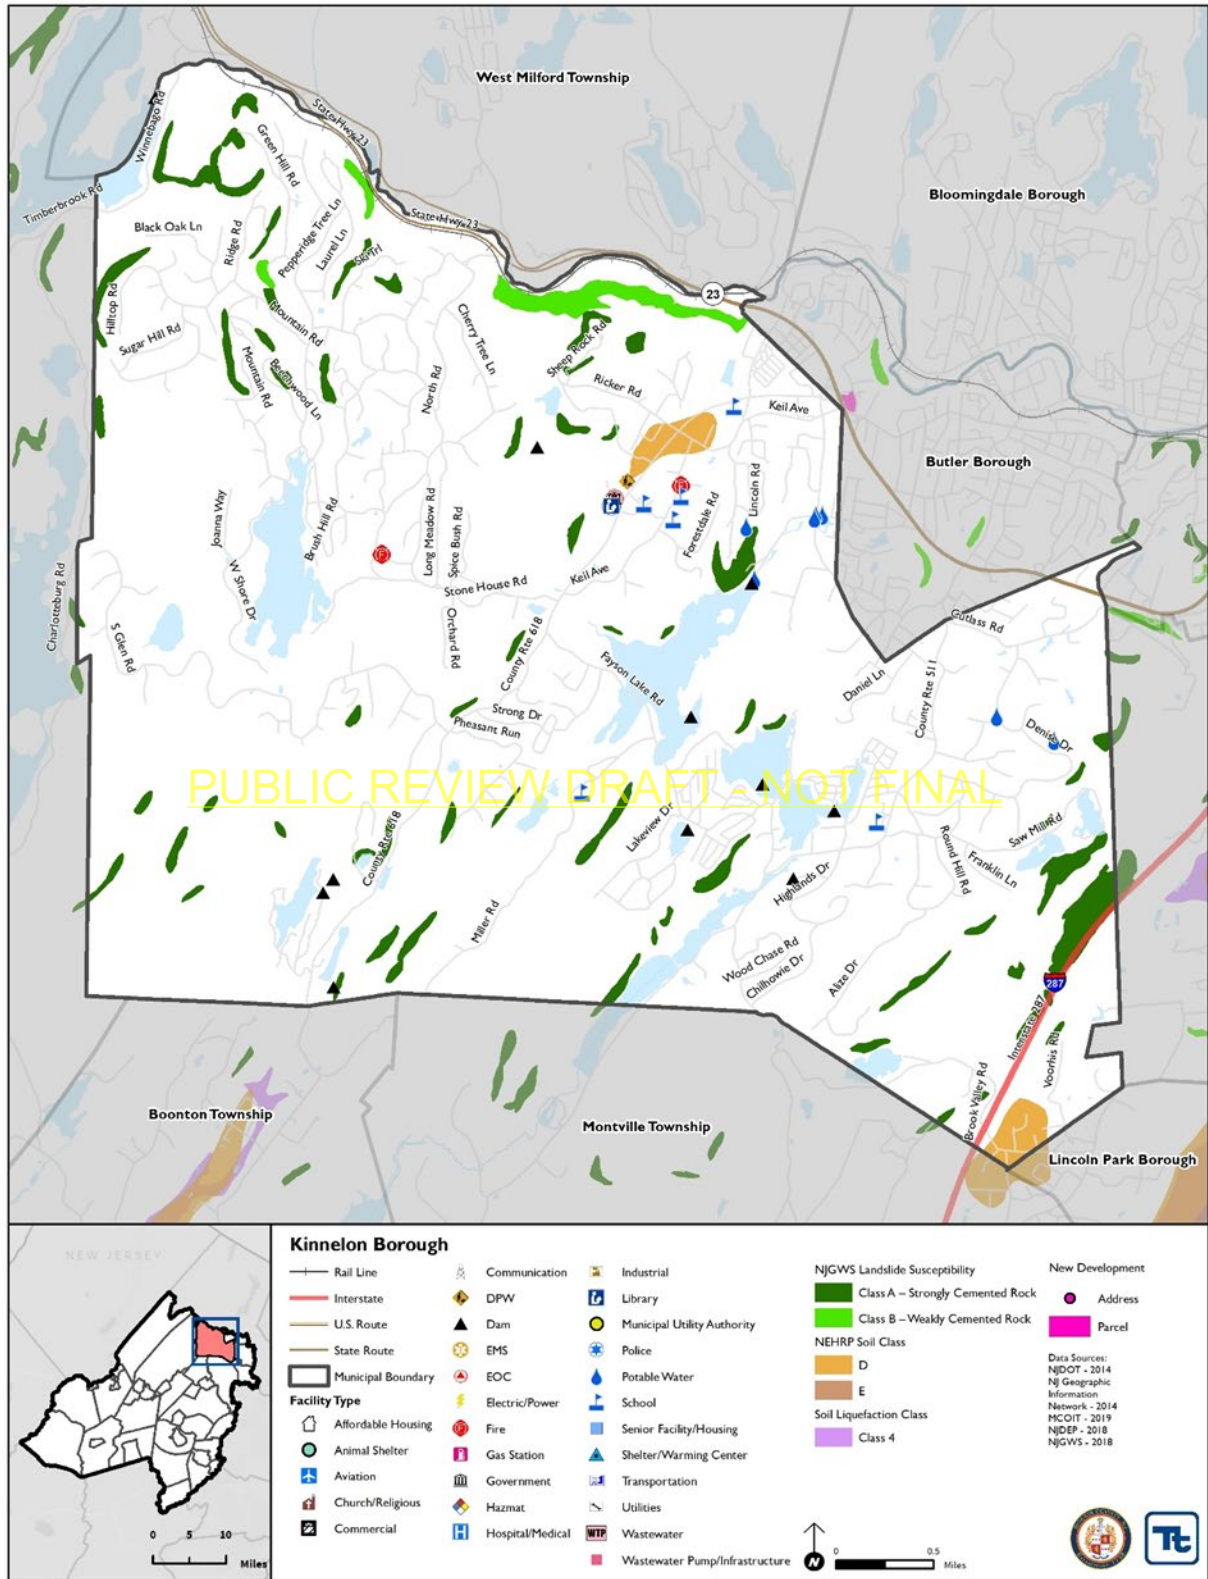 West Milford Township
Winnebago Rd
State Hwy 23
Green Hill Rd
Timberbrook Rd
Bloomingdale Borough
Pepperidge Tree Ln
State Hwy 23
Black Oak Ln
Ridge Rd
Laurel Ln
Ski Trl
Hilltop Rd
23
Mountain Rd
Cherry Tree Ln
Sugar Hill Rd
Sheep Rock Rd
Mountain Rd
Beechwood Ln
North Rd
Ricker Rd
Keil Ave
Butler Borough
Joanna Way
Brush Hill Rd
Long Meadow Rd
Spice Bush Rd
Forestdale Rd
Lincoln Rd
Charlotteburg Rd
W Shore Dr
Stone House Rd
Keil Ave
S Glen Rd
Orchard Rd
County Rte 618
Cutlass Rd
Fayson Lake Rd
Daniel Ln
County Rte 511
Strong Dr
Pheasant Run
Denise Dr
PUBLIC REVIEW DRAFT - NOT FINAL
County Rte 618
Lakeview Dr
Saw Mill Rd
Round Hill Rd
Franklin Ln
Highlands Dr
Miller Rd
Wood Chase Rd
Chilhowie Dr
Alize Dr
287
Interstate 287
Voorhis Rd
Brook Valley Rd
Boonton Township
Montville Township
Lincoln Park Borough
NEW JERSEY
0 5 10
Miles
Kinnelon Borough
Rail Line
Interstate
U.S. Route
State Route
Municipal Boundary
Facility Type
Affordable Housing
Animal Shelter
Aviation
Church/Religious
Commercial
Communication
DPW
Dam
EMS
EOC
Electric/Power
Fire
Gas Station
Government
Hazmat
Hospital/Medical
Industrial
Library
Municipal Utility Authority
Police
Potable Water
School
Senior Facility/Housing
Shelter/Warming Center
Transportation
Utilities
WTP Wastewater
Wastewater Pump/Infrastructure
N
0 0.5
Miles
NJGWS Landslide Susceptibility
Class A – Strongly Cemented Rock
Class B – Weakly Cemented Rock
NEHRP Soil Class
D
E
Soil Liquefaction Class
Class 4
New Development
Address
Parcel
Data Sources:
NJDOT - 2014
NJ Geographic
Information
Network - 2014
MCOIT - 2019
NJDEP - 2018
NJGWS - 2018
Tt